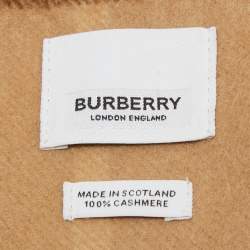 BURBERRY
LONDON ENGLAND
MADE IN SCOTLAND
100% CASHMERE